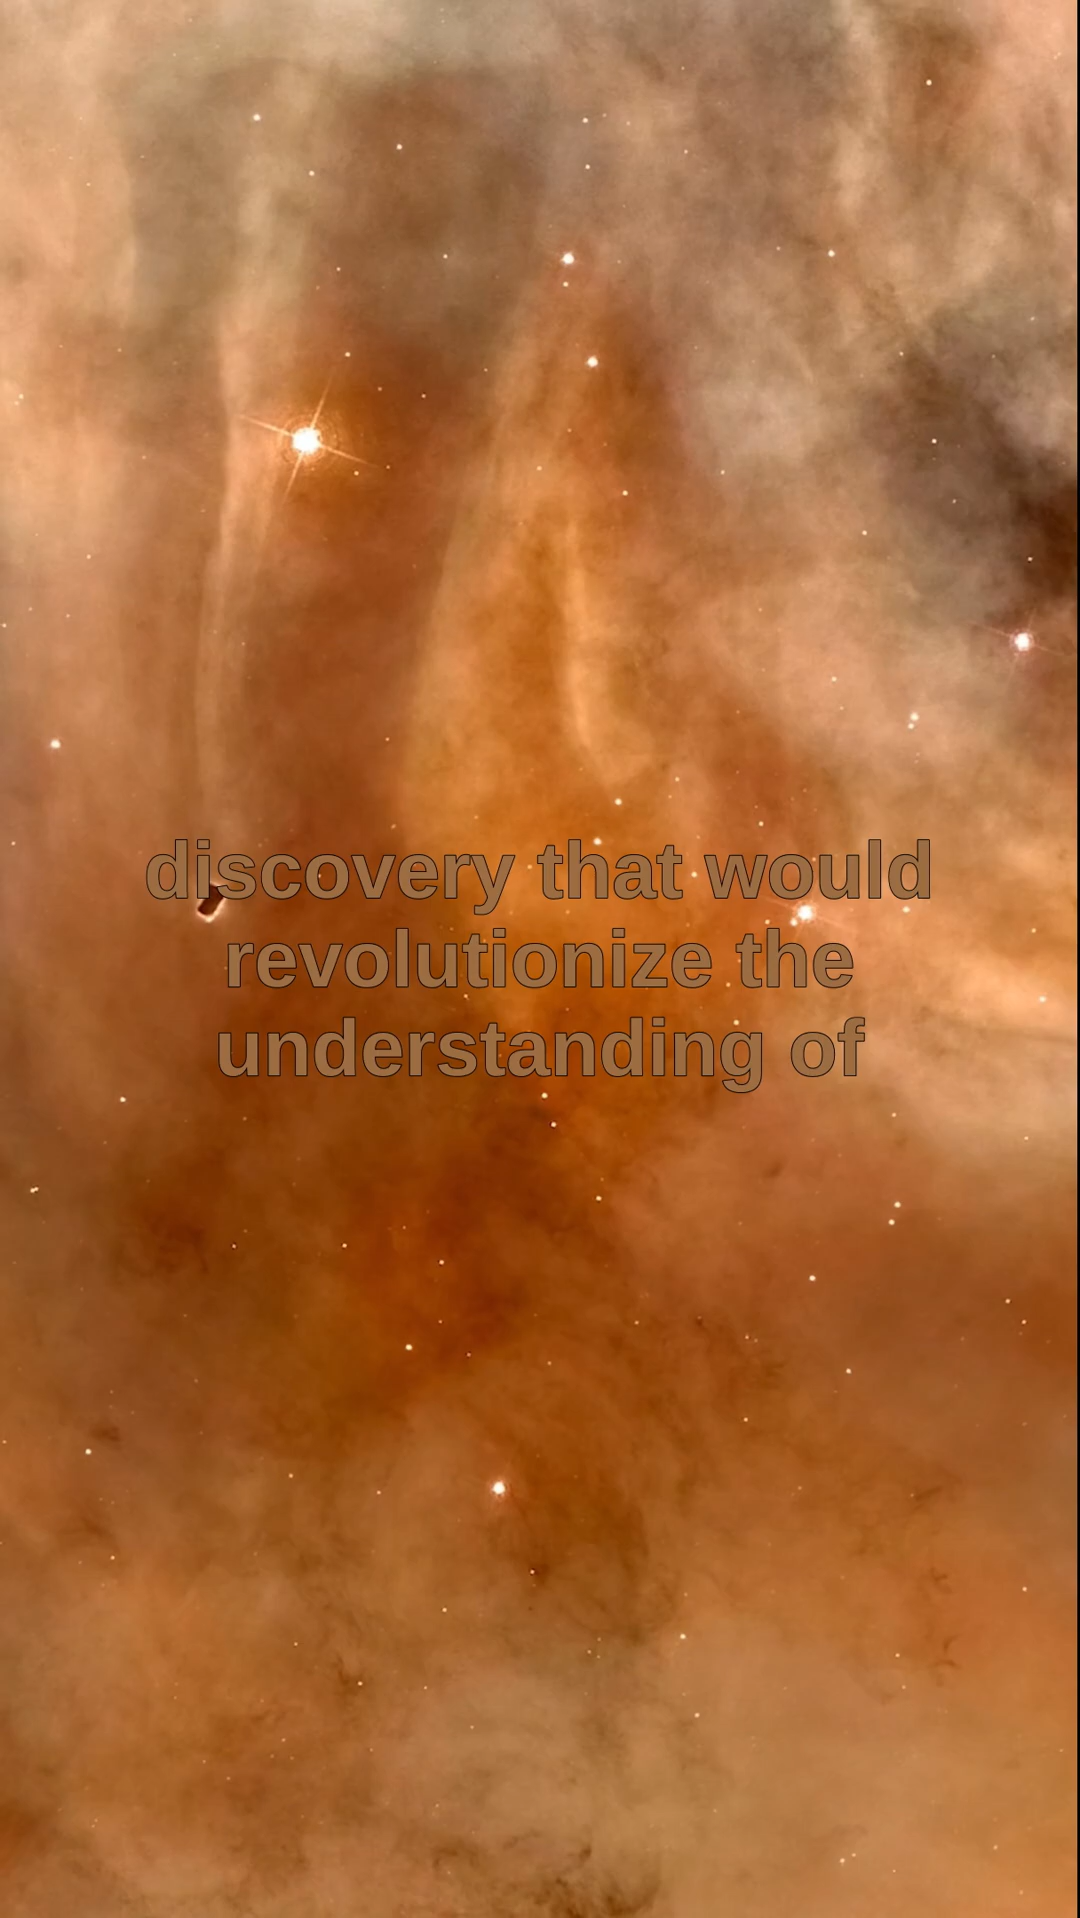 discovery that would
revolutionize the
understanding of